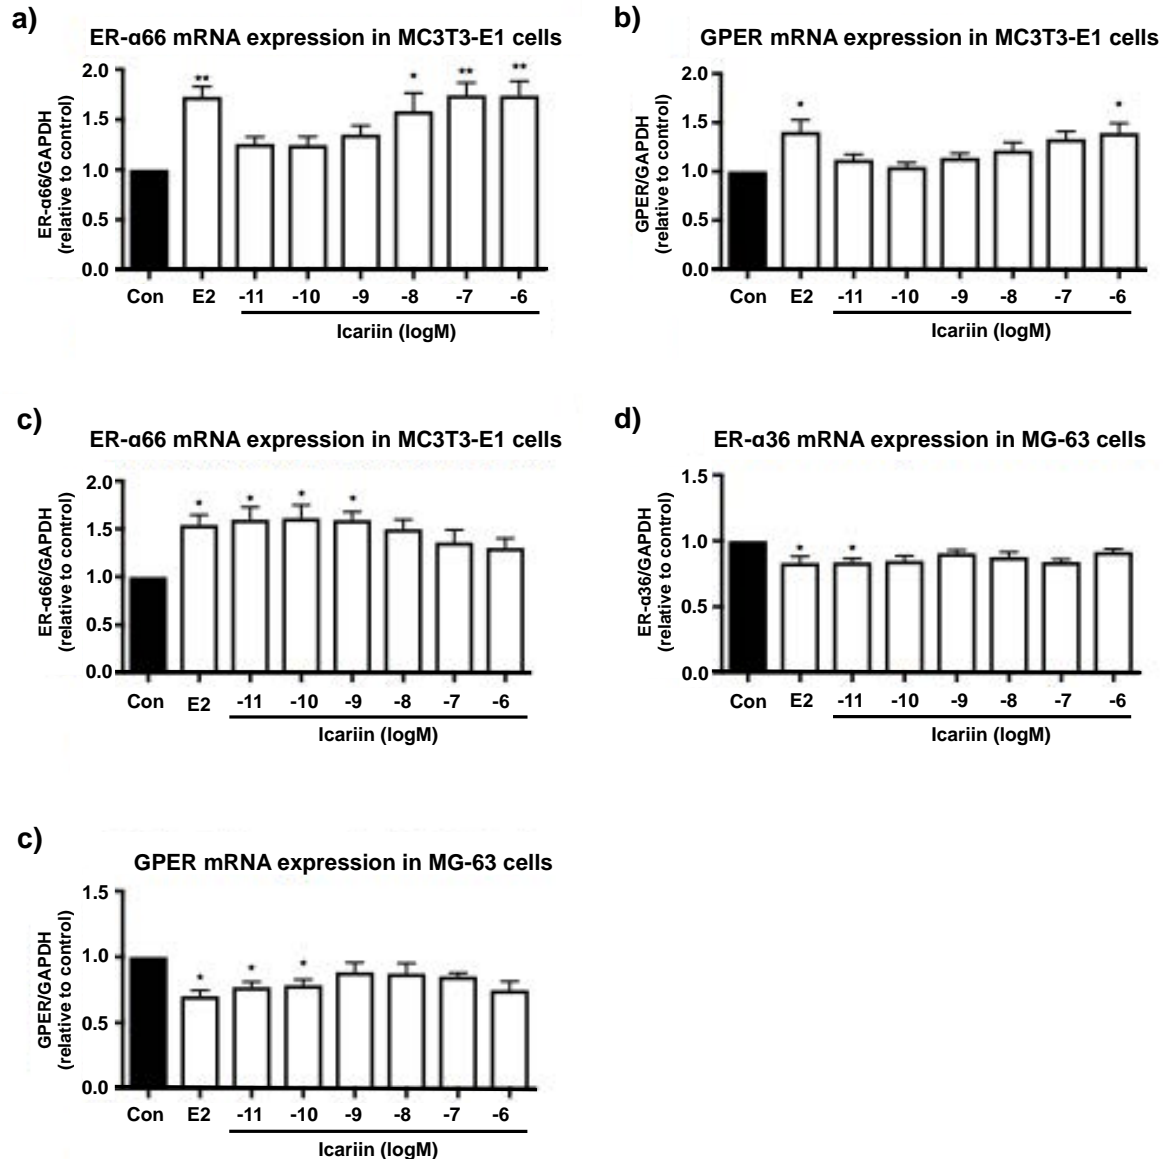 a)
ER-α66 mRNA expression in MC3T3-E1 cells
ER-α66/GAPDH
(relative to control)
2.0
1.5
1.0
0.5
0.0
** * ** **
Con E2 -11 -10 -9 -8 -7 -6
Icariin (logM)
b)
GPER mRNA expression in MC3T3-E1 cells
GPER/GAPDH
(relative to control)
2.0
1.5
1.0
0.5
0.0
* *
Con E2 -11 -10 -9 -8 -7 -6
Icariin (logM)
c)
ER-α66 mRNA expression in MC3T3-E1 cells
ER-α66/GAPDH
(relative to control)
2.0
1.5
1.0
0.5
0.0
* * * *
Con E2 -11 -10 -9 -8 -7 -6
Icariin (logM)
d)
ER-α36 mRNA expression in MG-63 cells
ER-α36/GAPDH
(relative to control)
1.5
1.0
0.5
0.0
* *
Con E2 -11 -10 -9 -8 -7 -6
Icariin (logM)
c)
GPER mRNA expression in MG-63 cells
GPER/GAPDH
(relative to control)
1.5
1.0
0.5
0.0
* * *
Con E2 -11 -10 -9 -8 -7 -6
Icariin (logM)